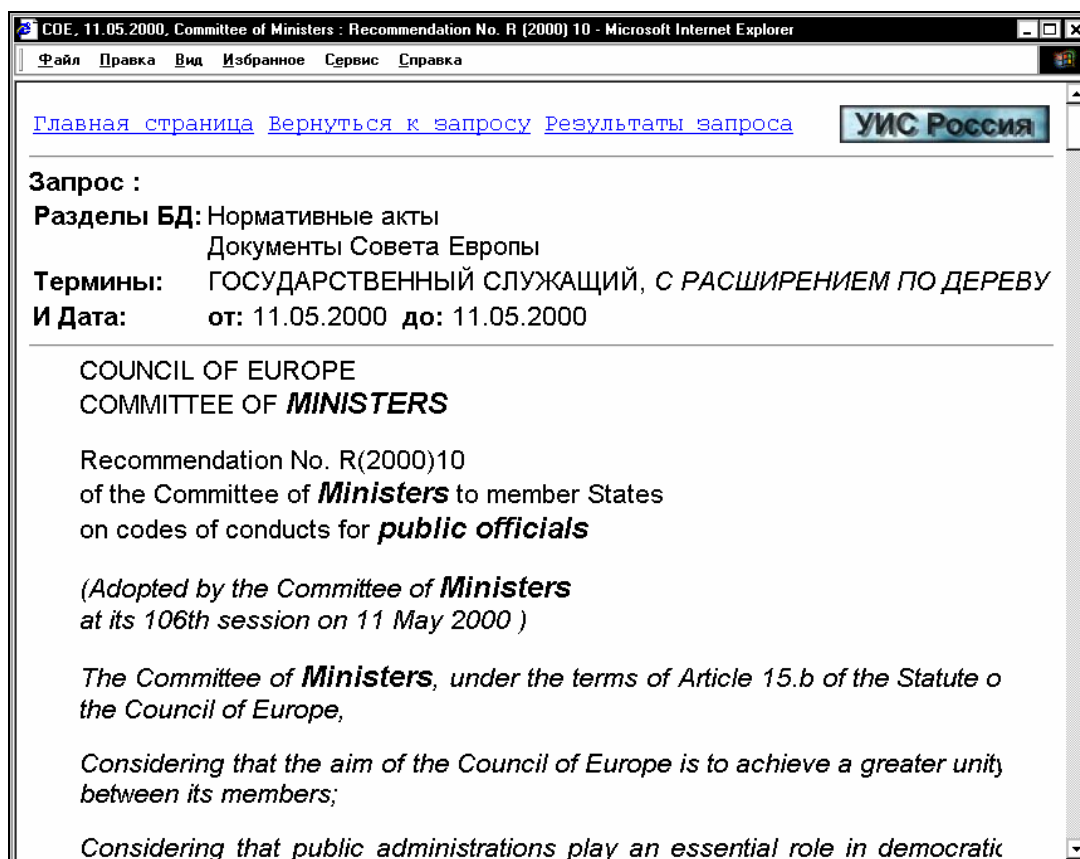 COE, 11.05.2000, Committee of Ministers : Recommendation No. R (2000) 10 - Microsoft Internet Explorer
Файл Правка Вид Избранное Сервис Справка
Главная страница Вернуться к запросу Результаты запроса УИС Россия
Запрос :
Разделы БД: Нормативные акты
Документы Совета Европы
Термины: ГОСУДАРСТВЕННЫЙ СЛУЖАЩИЙ, С РАСШИРЕНИЕМ ПО ДЕРЕВУ
И Дата: от: 11.05.2000 до: 11.05.2000
COUNCIL OF EUROPE
COMMITTEE OF MINISTERS
Recommendation No. R(2000)10
of the Committee of Ministers to member States
on codes of conducts for public officials
(Adopted by the Committee of Ministers
at its 106th session on 11 May 2000 )
The Committee of Ministers, under the terms of Article 15.b of the Statute o
the Council of Europe,
Considering that the aim of the Council of Europe is to achieve a greater unity
between its members;
Considering that public administrations play an essential role in democratic